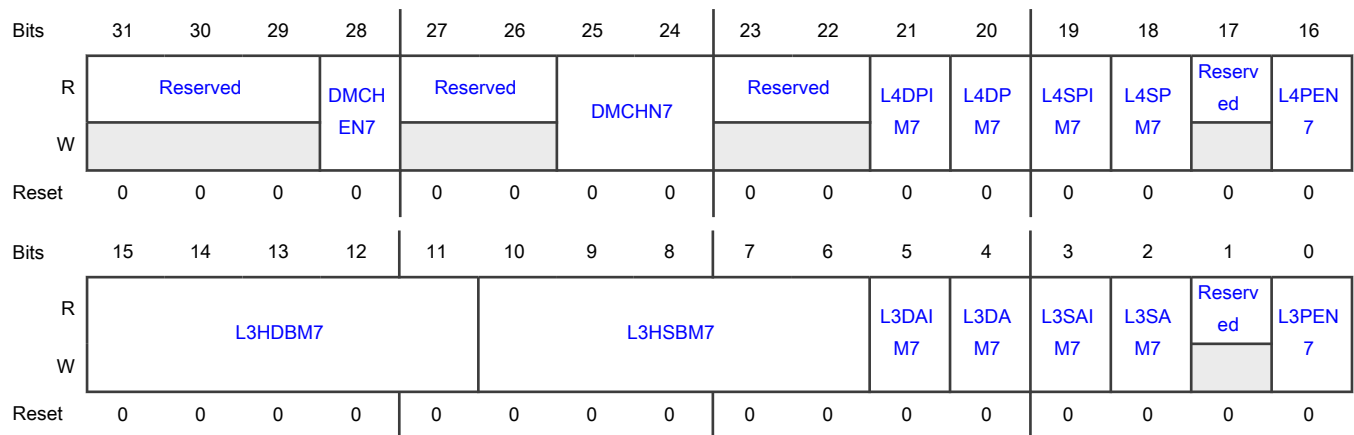 Bits 31 30 29 28 27 26 25 24 23 22 21 20 19 18 17 16
R Reserved DMCH Reserved DMCHN7 Reserved L4DPI L4DP L4SPI L4SP Reserv L4PEN
W EN7 M7 M7 M7 M7 ed 7
Reset 0 0 0 0 0 0 0 0 0 0 0 0 0 0 0 0
Bits 15 14 13 12 11 10 9 8 7 6 5 4 3 2 1 0
R L3HDBM7 L3HSBM7 L3DAI L3DA L3SAI L3SA Reserv L3PEN
W M7 M7 M7 M7 ed 7
Reset 0 0 0 0 0 0 0 0 0 0 0 0 0 0 0 0